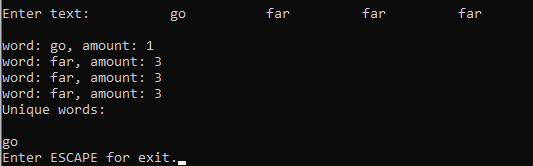 Enter text: go far far far
word: go, amount: 1
word: far, amount: 3
word: far, amount: 3
word: far, amount: 3
Unique words:
go
Enter ESCAPE for exit.